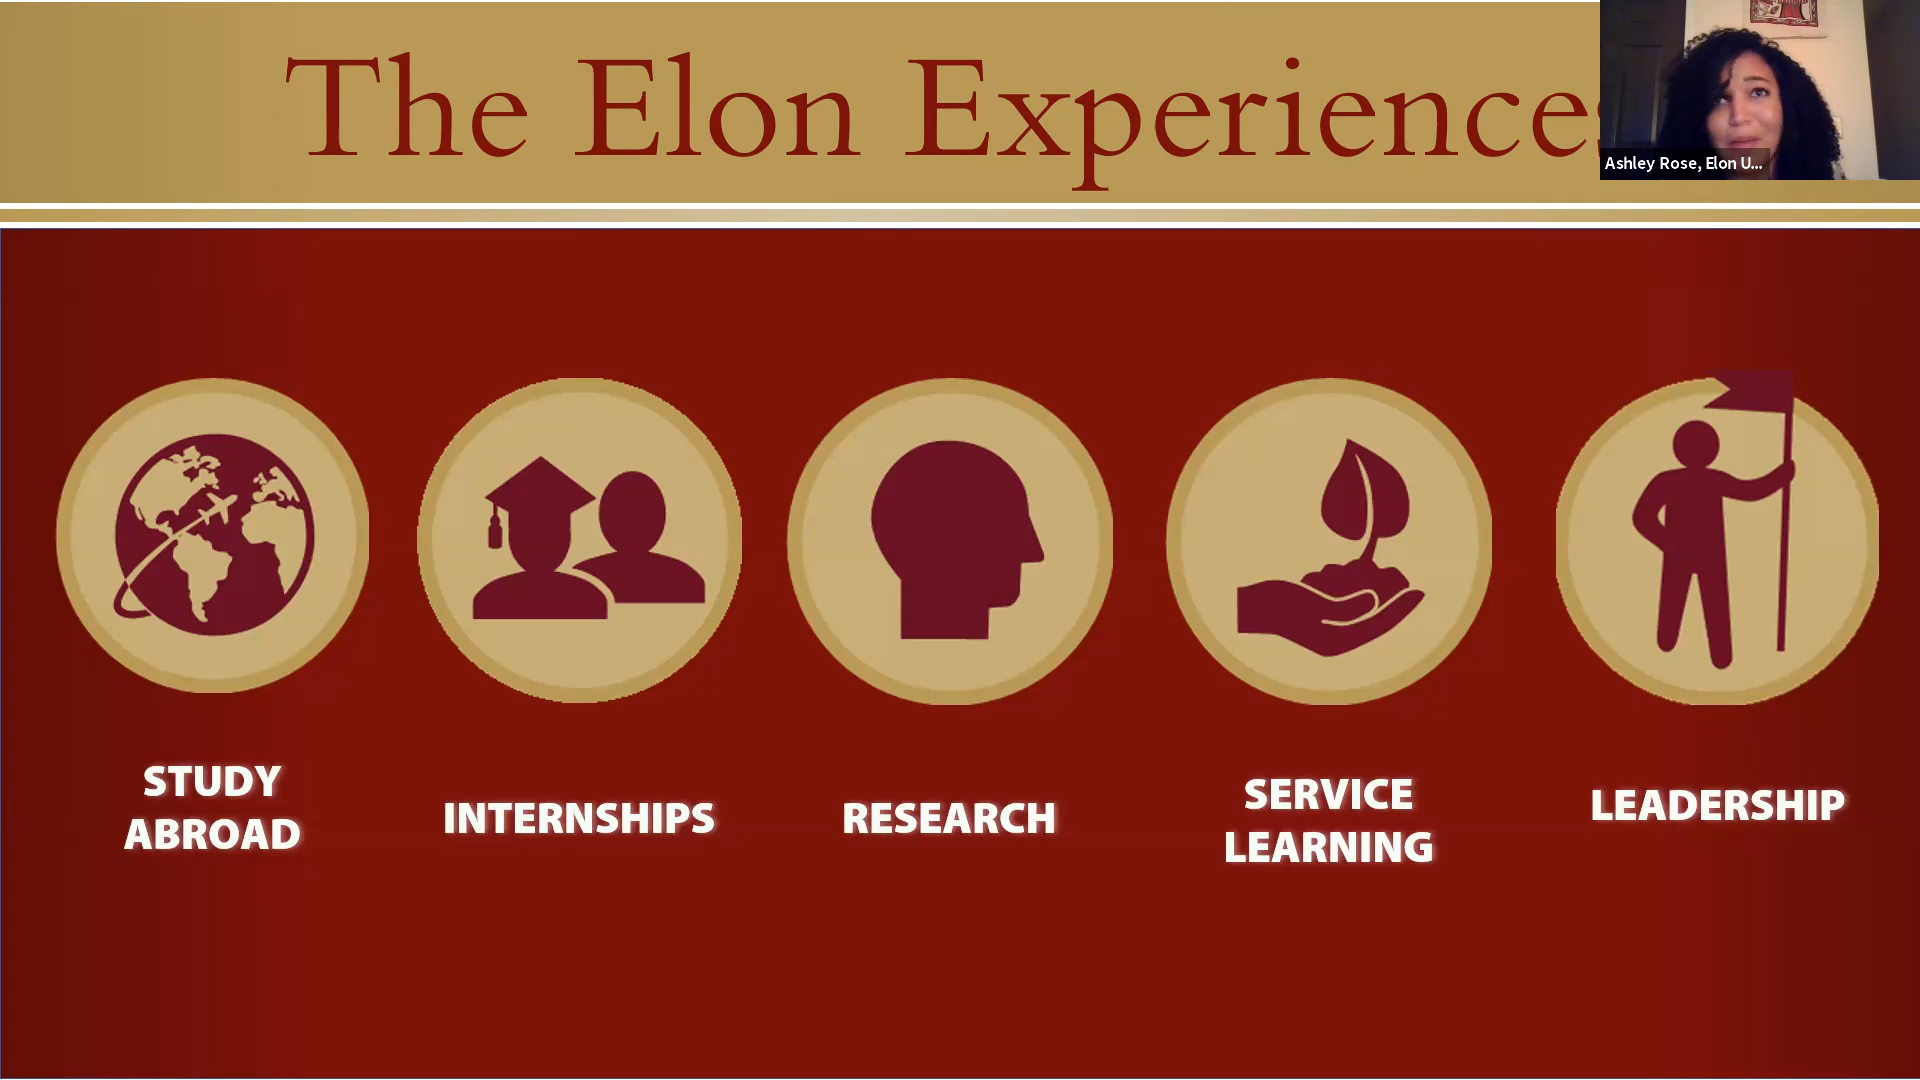 The Elon Experiences
Ashley Rose, Elon U...
STUDY
ABROAD
INTERNSHIPS
RESEARCH
SERVICE
LEARNING
LEADERSHIP